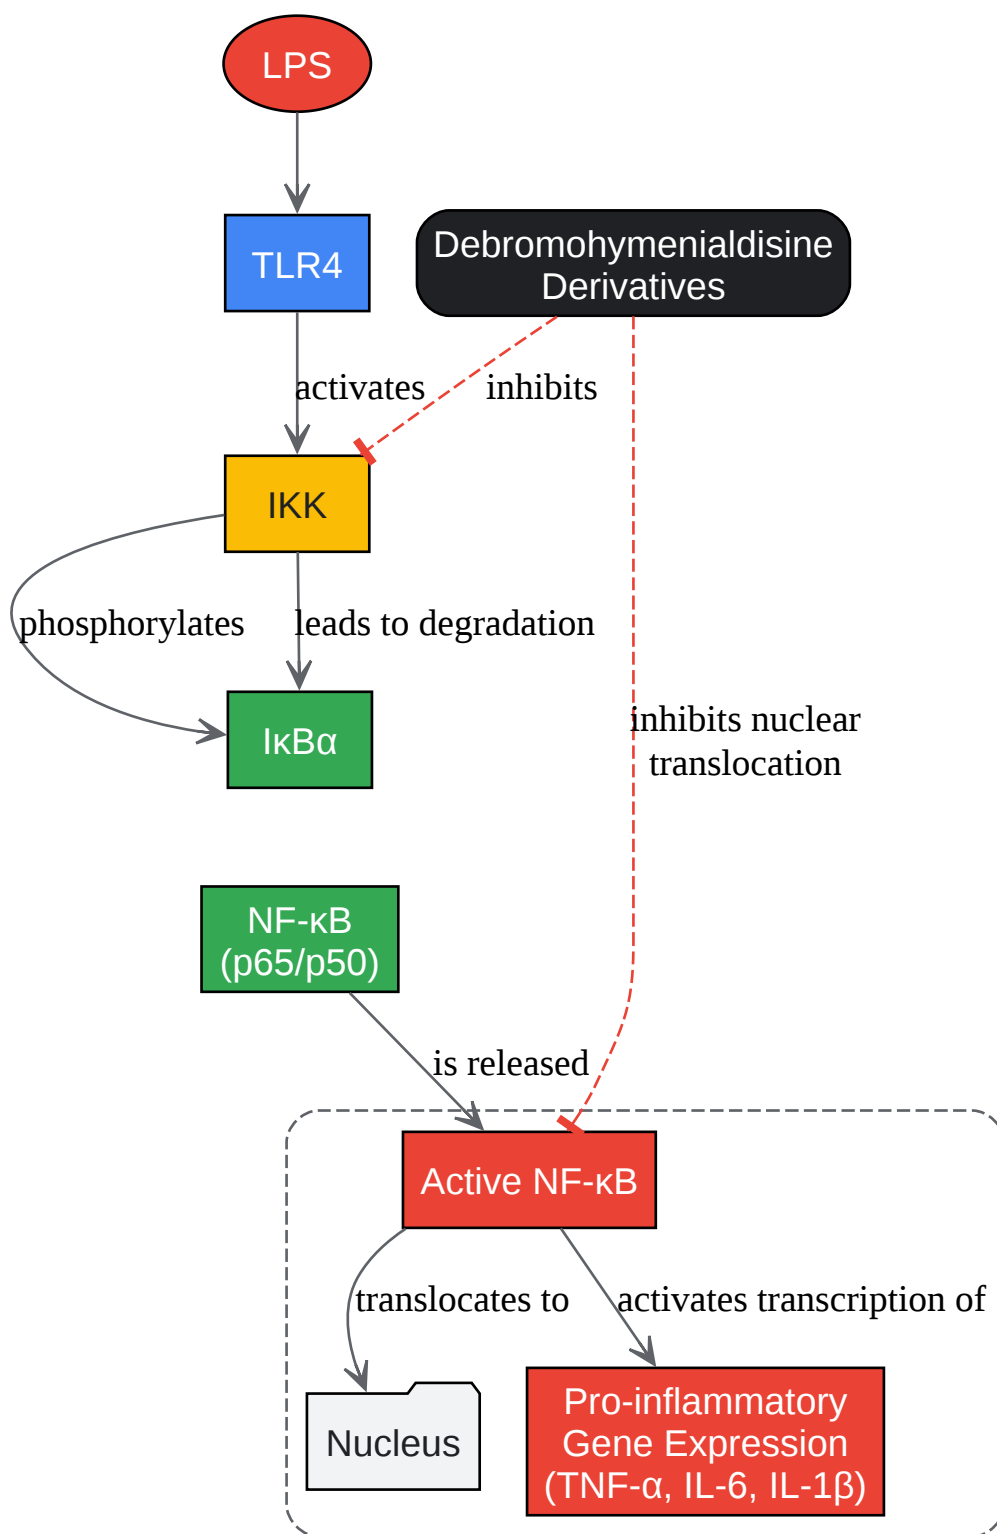 LPS
TLR4
Debromohymenialdisine
Derivatives
activates
inhibits
IKK
phosphorylates
leads to degradation
IκBα
inhibits nuclear
translocation
NF-κB
(p65/p50)
is released
Active NF-κB
translocates to
activates transcription of
Nucleus
Pro-inflammatory
Gene Expression
(TNF-α, IL-6, IL-1β)